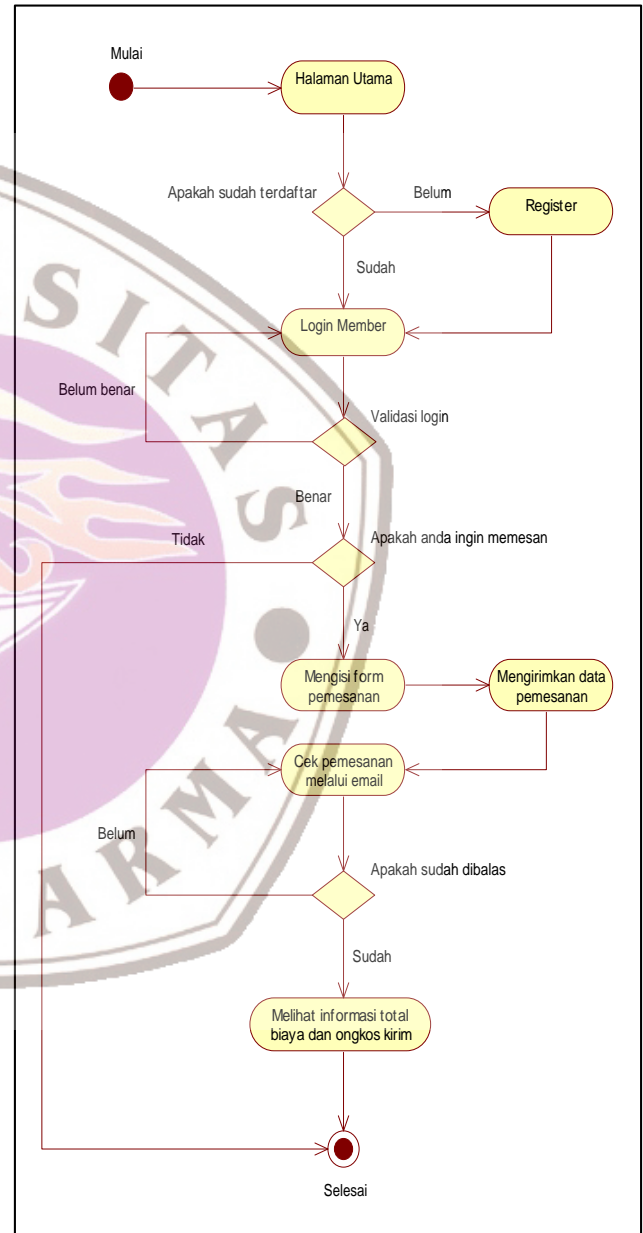 Mulai
Halaman Utama
Apakah sudah terdaftar
Belum
Register
Sudah
Login Member
Belum benar
Validasi login
Benar
Tidak
Apakah anda ingin memesan
Ya
Mengisi form
pemesanan
Mengirimkan data
pemesanan
Cek pemesanan
melalui email
Belum
Apakah sudah dibalas
Sudah
Melihat informasi total
biaya dan ongkos kirim
Selesai
SITAS
ARMA